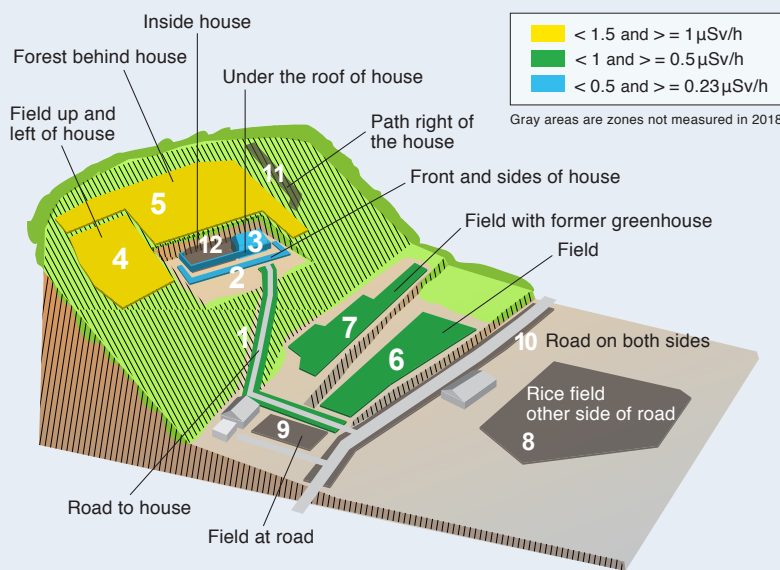 Inside house
Forest behind house
Under the roof of house
Field up and
left of house
Path right of
the house
Front and sides of house
Field with former greenhouse
Field
< 1.5 and > = 1 µSv/h
< 1 and > = 0.5 µSv/h
< 0.5 and > = 0.23 µSv/h
Gray areas are zones not measured in 2018
11
5
12
3
4
2
7
1
6
10
Road on both sides
Rice field
other side of road
8
9
Road to house
Field at road